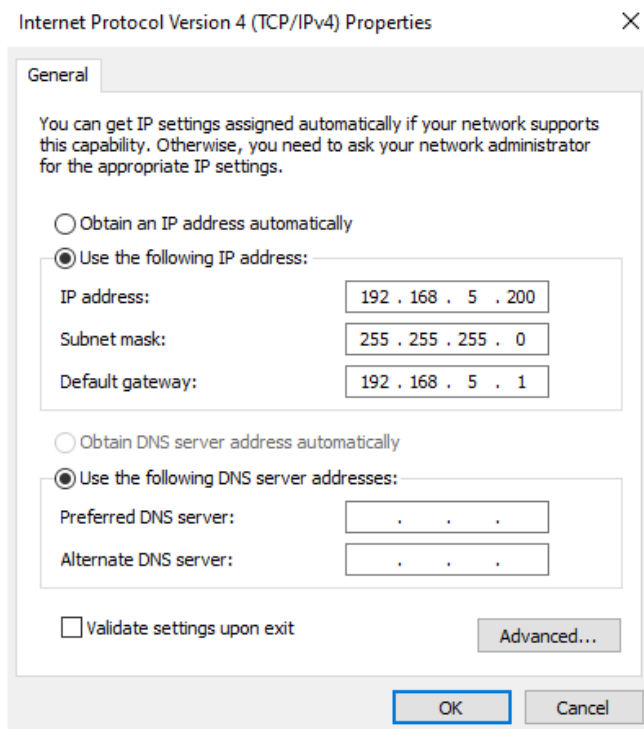 Internet Protocol Version 4 (TCP/IPv4) Properties
General
You can get IP settings assigned automatically if your network supports
this capability. Otherwise, you need to ask your network administrator
for the appropriate IP settings.
Obtain an IP address automatically
Use the following IP address:
IP address: 192 . 168 . 5 . 200
Subnet mask: 255 . 255 . 255 . 0
Default gateway: 192 . 168 . 5 . 1
Obtain DNS server address automatically
Use the following DNS server addresses:
Preferred DNS server: . . .
Alternate DNS server: . . .
Validate settings upon exit
Advanced...
OK Cancel